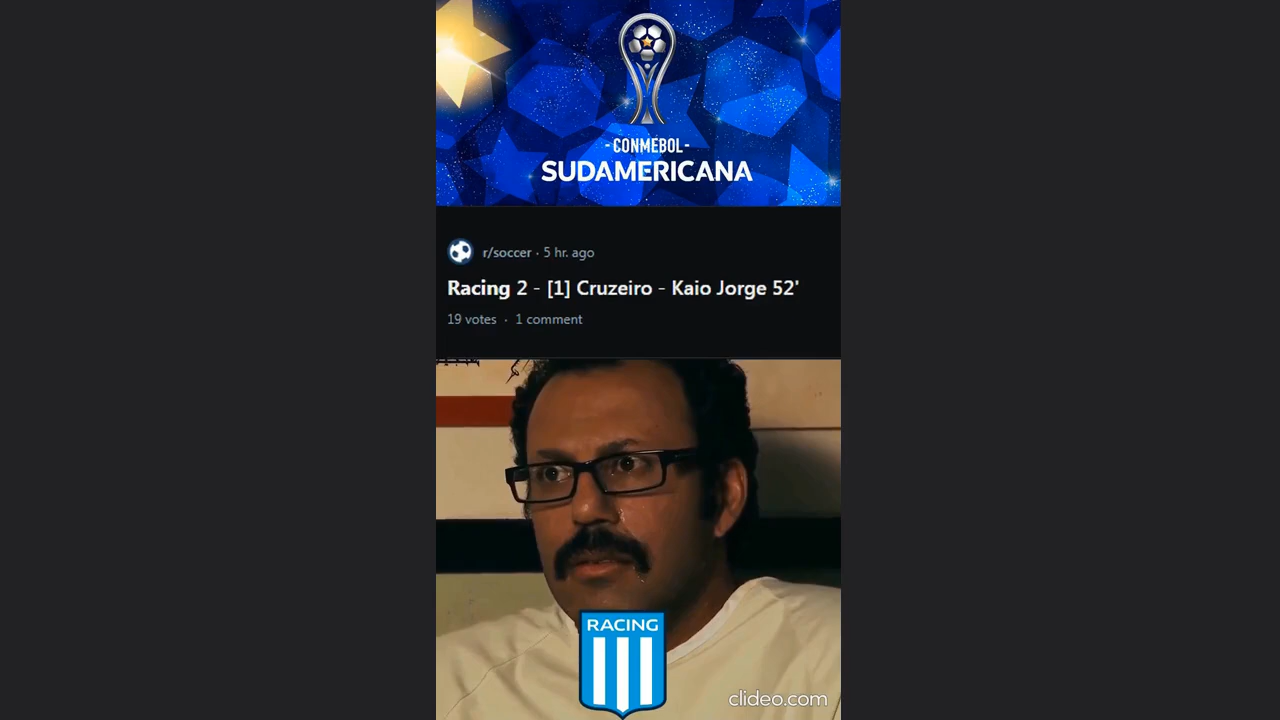 - CONMEBOL -
SUDAMERICANA
r/soccer · 5 hr. ago
Racing 2 - [1] Cruzeiro - Kaio Jorge 52'
19 votes · 1 comment
RACING
clideo.com